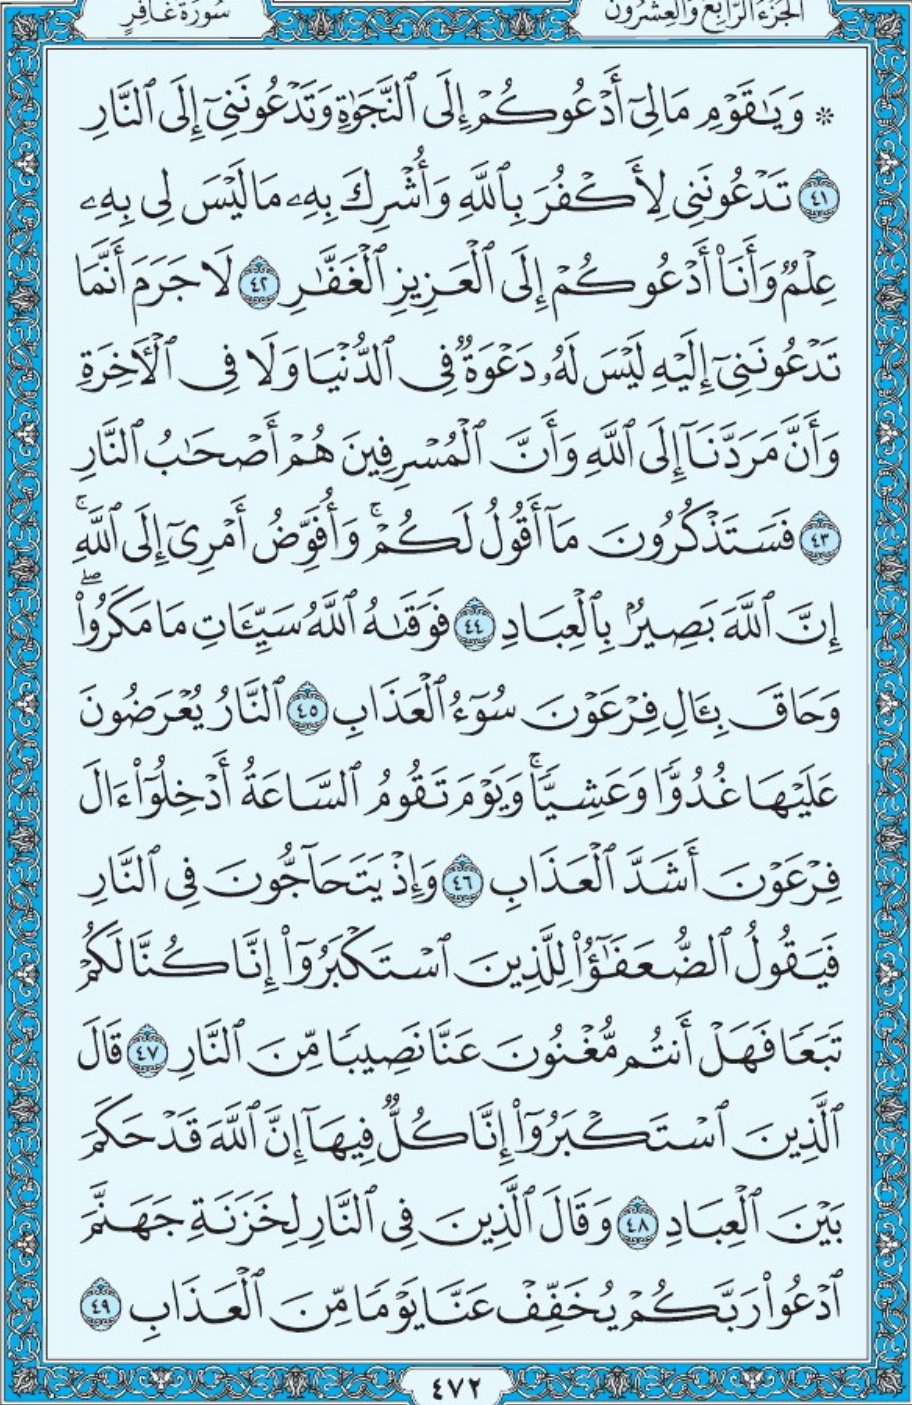 الجزء الرابع والعشرون
سورة غافر
۞ وَيَٰقَوْمِ مَا لِيٓ أَدْعُوكُمْ إِلَى ٱلنَّجَوٰةِ وَتَدْعُونَنِيٓ إِلَى ٱلنَّارِ
٤١ تَدْعُونَنِي لِأَكْفُرَ بِٱللَّهِ وَأُشْرِكَ بِهِۦ مَا لَيْسَ لِي بِهِۦ
عِلْمٌ وَأَنَا۠ أَدْعُوكُمْ إِلَى ٱلْعَزِيزِ ٱلْغَفَّٰرِ ٤٢ لَا جَرَمَ أَنَّمَا
تَدْعُونَنِيٓ إِلَيْهِ لَيْسَ لَهُۥ دَعْوَةٌ فِي ٱلدُّنْيَا وَلَا فِي ٱلْأٓخِرَةِ
وَأَنَّ مَرَدَّنَآ إِلَى ٱللَّهِ وَأَنَّ ٱلْمُسْرِفِينَ هُمْ أَصْحَٰبُ ٱلنَّارِ
٤٣ فَسَتَذْكُرُونَ مَآ أَقُولُ لَكُمْۚ وَأُفَوِّضُ أَمْرِيٓ إِلَى ٱللَّهِۚ
إِنَّ ٱللَّهَ بَصِيرٌۢ بِٱلْعِبَادِ ٤٤ فَوَقَىٰهُ ٱللَّهُ سَيِّـَٔاتِ مَا مَكَرُوا۟ۖ
وَحَاقَ بِـَٔالِ فِرْعَوْنَ سُوٓءُ ٱلْعَذَابِ ٤٥ ٱلنَّارُ يُعْرَضُونَ
عَلَيْهَا غُدُوًّا وَعَشِيًّاۚ وَيَوْمَ تَقُومُ ٱلسَّاعَةُ أَدْخِلُوٓا۟ ءَالَ
فِرْعَوْنَ أَشَدَّ ٱلْعَذَابِ ٤٦ وَإِذْ يَتَحَآجُّونَ فِي ٱلنَّارِ
فَيَقُولُ ٱلضُّعَفَٰٓؤُا۟ لِلَّذِينَ ٱسْتَكْبَرُوٓا۟ إِنَّا كُنَّا لَكُمْ
تَبَعًا فَهَلْ أَنتُم مُّغْنُونَ عَنَّا نَصِيبًا مِّنَ ٱلنَّارِ ٤٧ قَالَ
ٱلَّذِينَ ٱسْتَكْبَرُوٓا۟ إِنَّا كُلٌّ فِيهَآ إِنَّ ٱللَّهَ قَدْ حَكَمَ
بَيْنَ ٱلْعِبَادِ ٤٨ وَقَالَ ٱلَّذِينَ فِي ٱلنَّارِ لِخَزَنَةِ جَهَنَّمَ
ٱدْعُوا۟ رَبَّكُمْ يُخَفِّفْ عَنَّا يَوْمًا مِّنَ ٱلْعَذَابِ ٤٩
٤٧٢